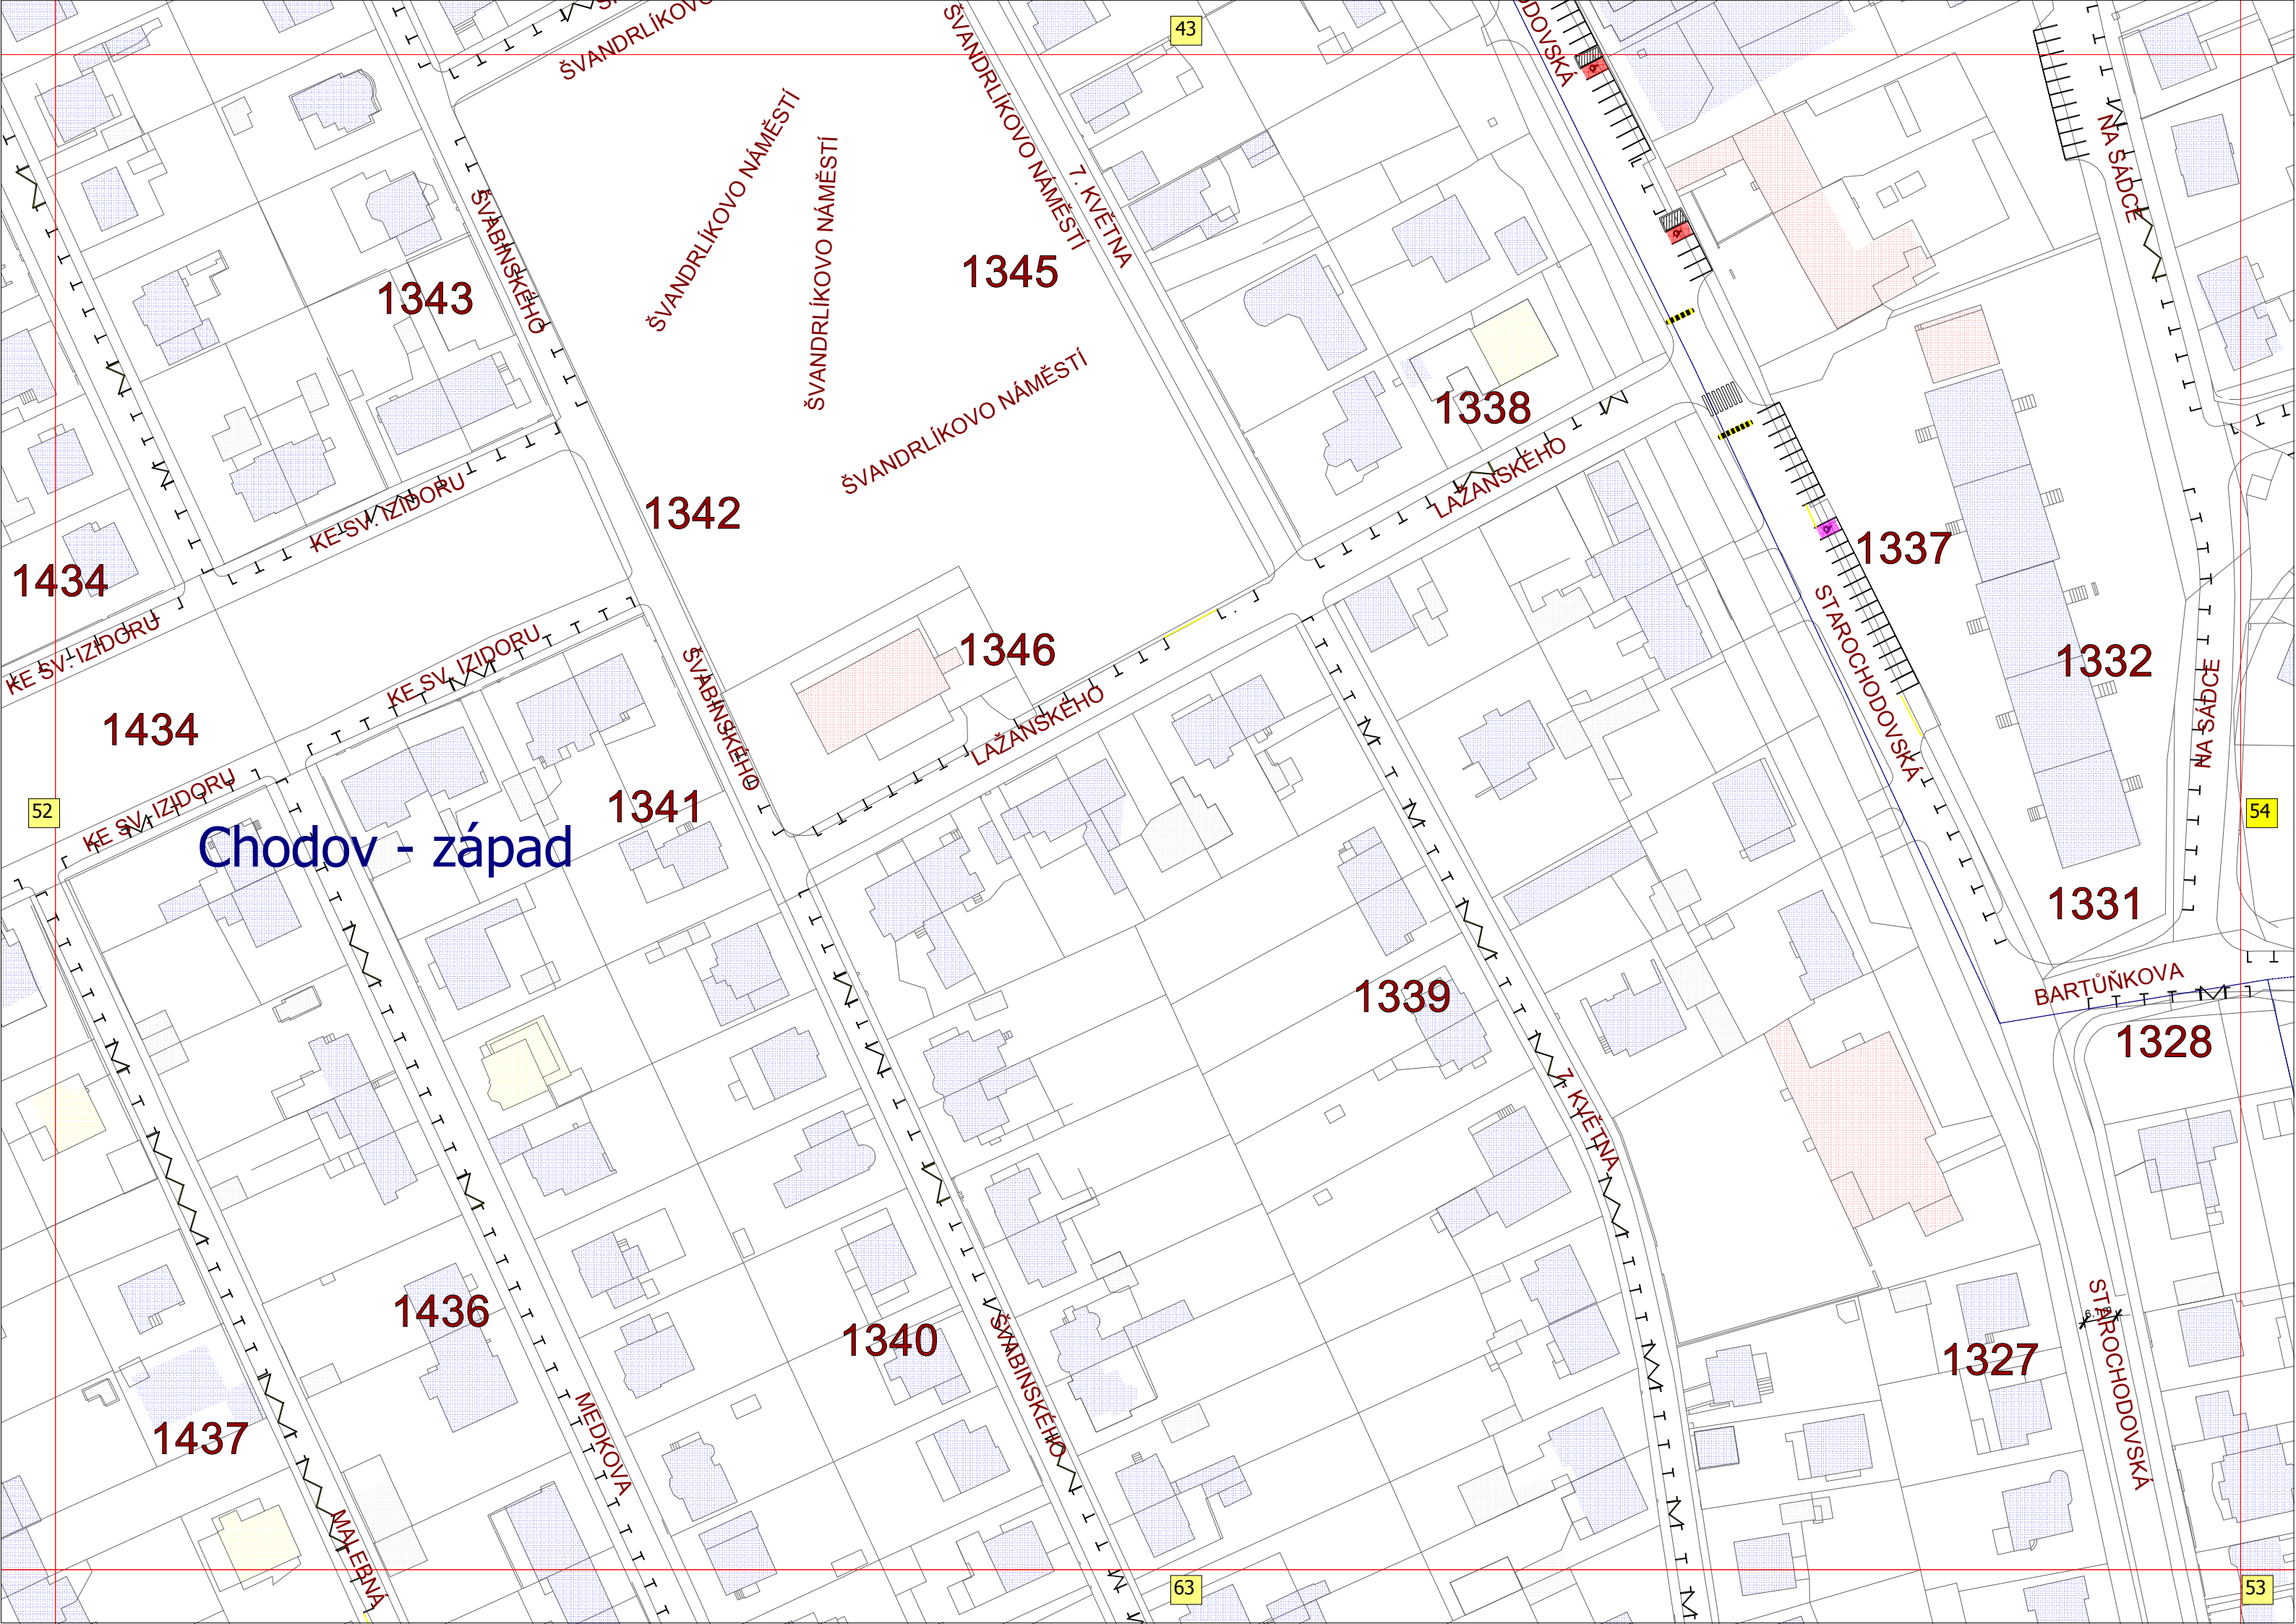 43
ŠVANDRLÍKOVO
ŠVANDRLÍKOVO NÁMĚSTÍ
7. KVĚTNA
NA SÁDCE
ŠVANDRLÍKOVO NÁMĚSTÍ
ŠVANDRLÍKOVO NÁMĚSTÍ
ŠVABINSKÉHO
1343
1345
ŠVANDRLÍKOVO NÁMĚSTÍ
1338
LAŽANSKÉHO
KE SV. IZIDORU
1342
1337
1434
KE SV. IZIDORU
KE SV. IZIDORU
1346
1332
STAROCHODOVSKÁ
NA SÁDCE
1434
ŠVABINSKÉHO
LAŽANSKÉHO
KE SV. IZIDORU
1341
52
54
Chodov - západ
1331
1339
BARTŮŇKOVA
1328
7. KVĚTNA
1436
1340
ŠVABINSKÉHO
1327
STAROCHODOVSKÁ
1437
MEDKOVA
MALEBNÁ
63
53